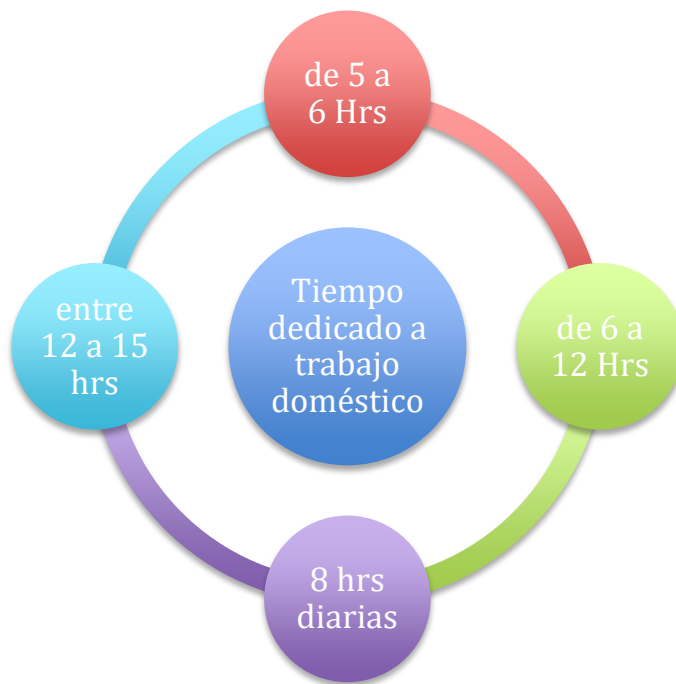 de 5 a
6 Hrs
Tiempo
dedicado a
trabajo
doméstico
de 6 a
12 Hrs
8 hrs
diarias
entre
12 a 15
hrs